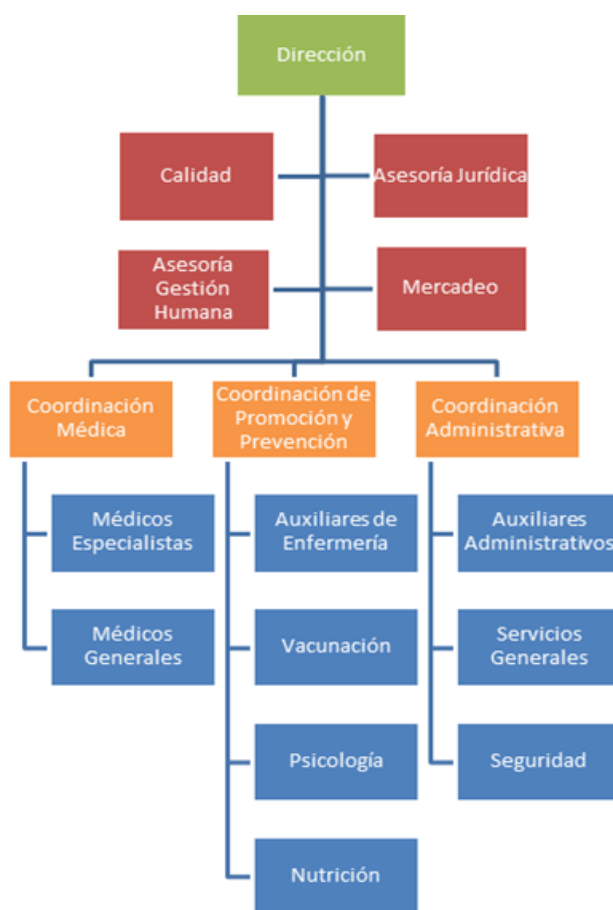 Dirección
Calidad
Asesoría Jurídica
Asesoría
Gestión
Humana
Mercadeo
Coordinación
Médica
Coordinación de
Promoción y
Prevención
Coordinación
Administrativa
Médicos
Especialistas
Auxiliares de
Enfermería
Auxiliares
Administrativos
Médicos
Generales
Vacunación
Servicios
Generales
Psicología
Seguridad
Nutrición